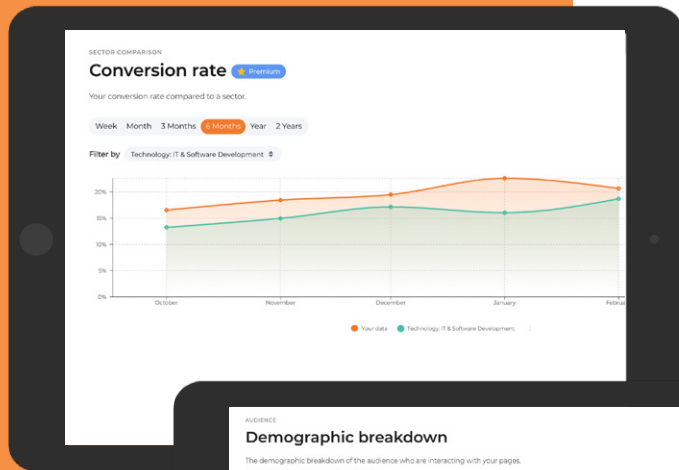 SECTOR COMPARISON
Conversion rate Premium
Your conversion rate compared to a sector.
Week Month 3 Months 6 Months Year 2 Years
Filter by Technology: IT & Software Development
20%
15%
10%
5%
0%
October November December January Februa
Your data Technology: IT & Software Development
AUDIENCE
Demographic breakdown
The demographic breakdown of the audience who are interacting with your pages.